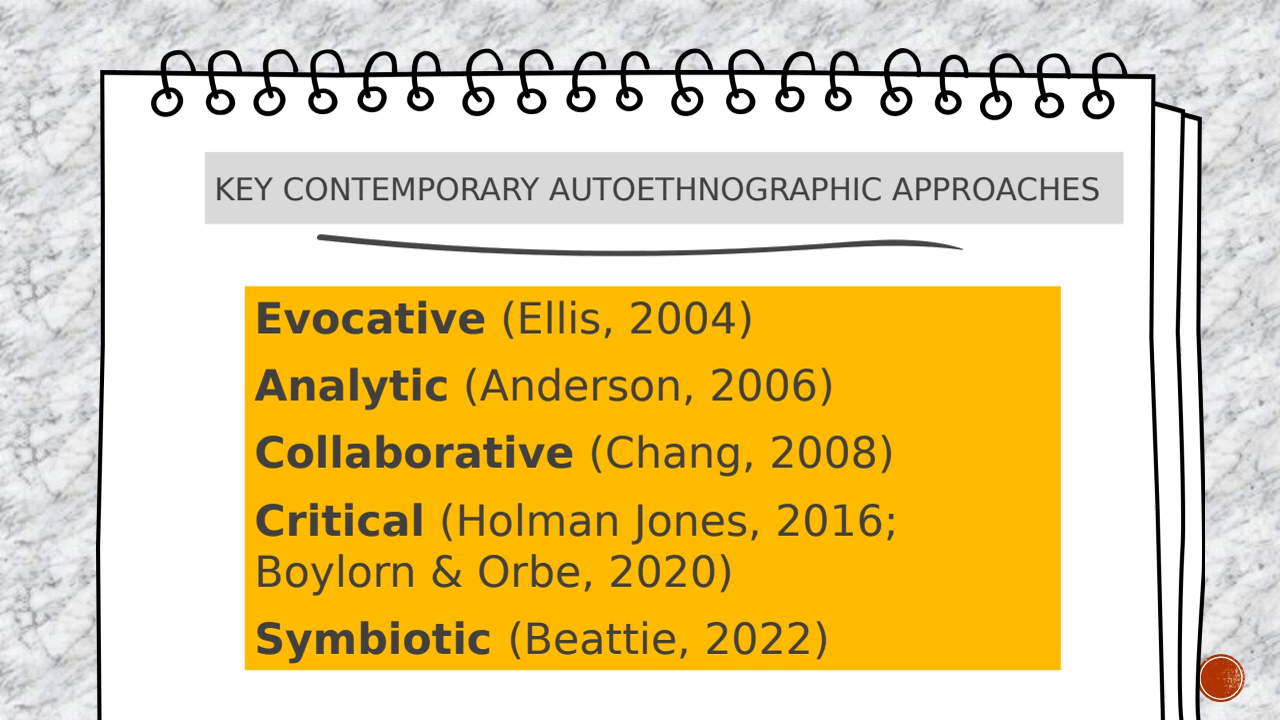 KEY CONTEMPORARY AUTOETHNOGRAPHIC APPROACHES
Evocative (Ellis, 2004)
Analytic (Anderson, 2006)
Collaborative (Chang, 2008)
Critical (Holman Jones, 2016;
Boylorn & Orbe, 2020)
Symbiotic (Beattie, 2022)